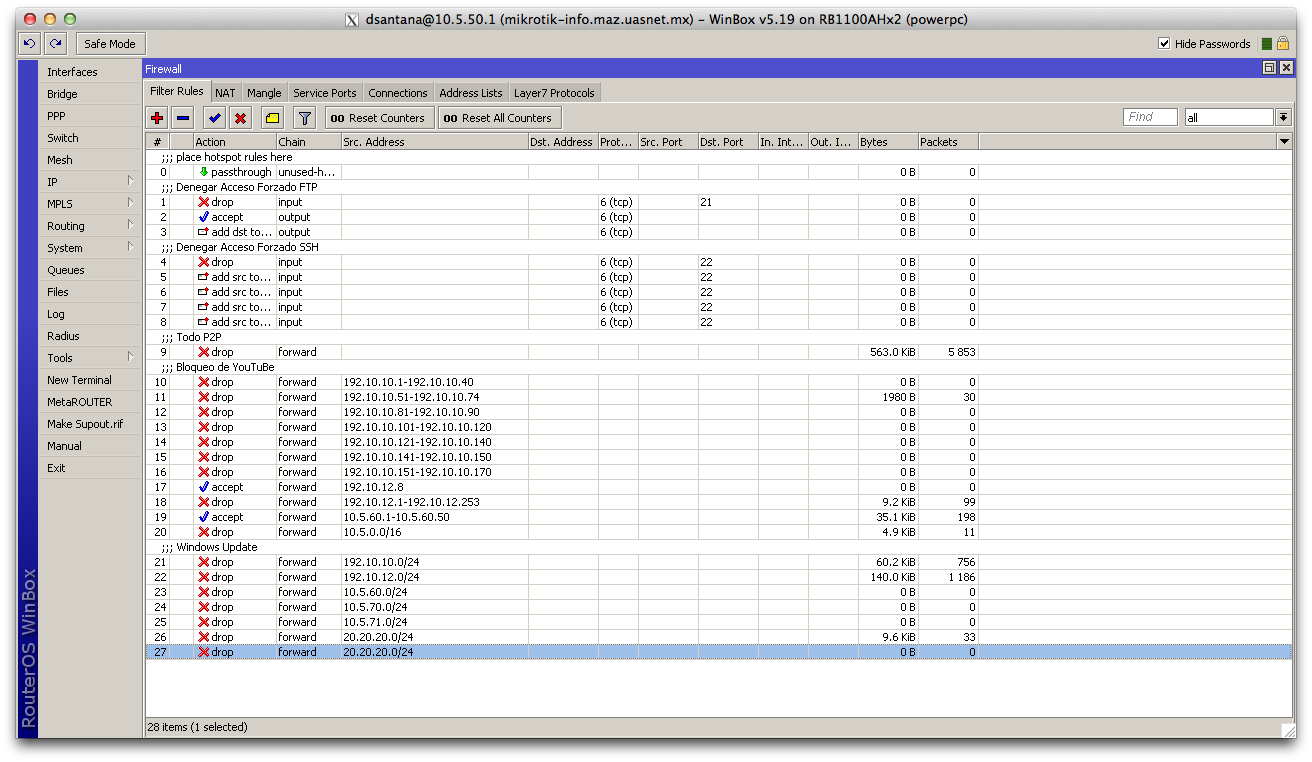 dsantana@10.5.50.1 (mikrotik-info.maz.uasnet.mx) - WinBox v5.19 on RB1100AHx2 (powerpc)
Safe Mode
Hide Passwords
Interfaces
Bridge
PPP
Switch
Mesh
IP
MPLS
Routing
System
Queues
Files
Log
Radius
Tools
New Terminal
MetaROUTER
Make Supout.rif
Manual
Exit
RouterOS WinBox
Firewall
Filter Rules NAT Mangle Service Ports Connections Address Lists Layer7 Protocols
00 Reset Counters 00 Reset All Counters Find all
# Action Chain Src. Address Dst. Address Prot... Src. Port Dst. Port In. Int... Out. I... Bytes Packets
;;; place hotspot rules here
0 passthrough unused-h... 0 B 0
;;; Denegar Acceso Forzado FTP
1 drop input 6 (tcp) 21 0 B 0
2 accept output 6 (tcp) 0 B 0
3 add dst to... output 6 (tcp) 0 B 0
;;; Denegar Acceso Forzado SSH
4 drop input 6 (tcp) 22 0 B 0
5 add src to... input 6 (tcp) 22 0 B 0
6 add src to... input 6 (tcp) 22 0 B 0
7 add src to... input 6 (tcp) 22 0 B 0
8 add src to... input 6 (tcp) 22 0 B 0
;;; Todo P2P
9 drop forward 563.0 KiB 5 853
;;; Bloqueo de YouTuBe
10 drop forward 192.10.10.1-192.10.10.40 0 B 0
11 drop forward 192.10.10.51-192.10.10.74 1980 B 30
12 drop forward 192.10.10.81-192.10.10.90 0 B 0
13 drop forward 192.10.10.101-192.10.10.120 0 B 0
14 drop forward 192.10.10.121-192.10.10.140 0 B 0
15 drop forward 192.10.10.141-192.10.10.150 0 B 0
16 drop forward 192.10.10.151-192.10.10.170 0 B 0
17 accept forward 192.10.12.8 0 B 0
18 drop forward 192.10.12.1-192.10.12.253 9.2 KiB 99
19 accept forward 10.5.60.1-10.5.60.50 35.1 KiB 198
20 drop forward 10.5.0.0/16 4.9 KiB 11
;;; Windows Update
21 drop forward 192.10.10.0/24 60.2 KiB 756
22 drop forward 192.10.12.0/24 140.0 KiB 1 186
23 drop forward 10.5.60.0/24 0 B 0
24 drop forward 10.5.70.0/24 0 B 0
25 drop forward 10.5.71.0/24 0 B 0
26 drop forward 20.20.20.0/24 9.6 KiB 33
27 drop forward 20.20.20.0/24 0 B 0
28 items (1 selected)